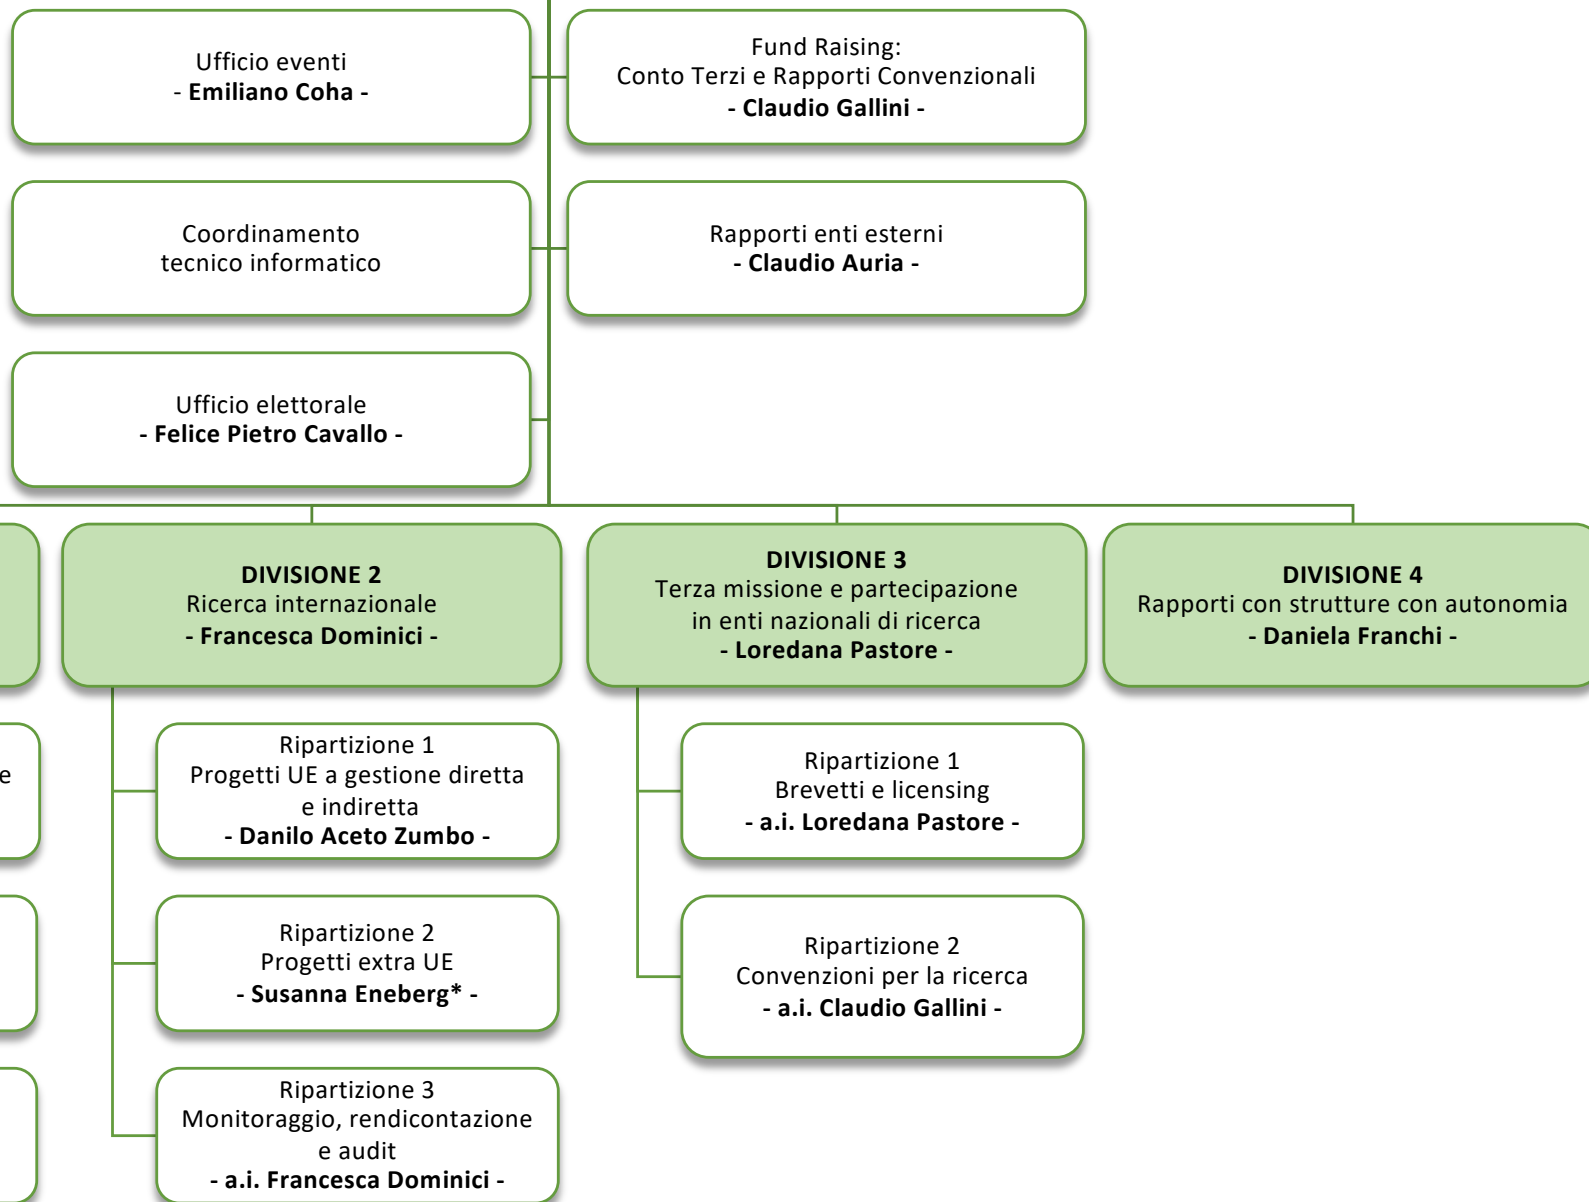 Ufficio eventi
- Emiliano Coha -
Fund Raising:
Conto Terzi e Rapporti Convenzionali
- Claudio Gallini -
Coordinamento
tecnico informatico
Rapporti enti esterni
- Claudio Auria -
Ufficio elettorale
- Felice Pietro Cavallo -
DIVISIONE 2
Ricerca internazionale
- Francesca Dominici -
DIVISIONE 3
Terza missione e partecipazione
in enti nazionali di ricerca
- Loredana Pastore -
DIVISIONE 4
Rapporti con strutture con autonomia
- Daniela Franchi -
e
Ripartizione 1
Progetti UE a gestione diretta
e indiretta
- Danilo Aceto Zumbo -
Ripartizione 2
Progetti extra UE
- Susanna Eneberg* -
Ripartizione 3
Monitoraggio, rendicontazione
e audit
- a.i. Francesca Dominici -
Ripartizione 1
Brevetti e licensing
- a.i. Loredana Pastore -
Ripartizione 2
Convenzioni per la ricerca
- a.i. Claudio Gallini -